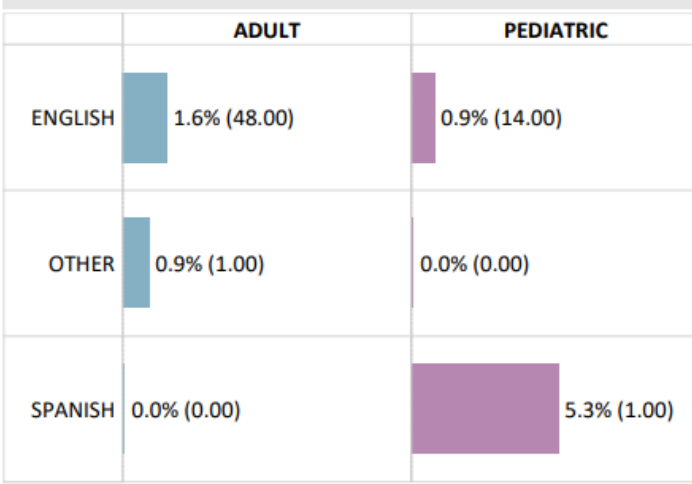 ADULT PEDIATRIC
ENGLISH 1.6% (48.00) 0.9% (14.00)
OTHER 0.9% (1.00) 0.0% (0.00)
SPANISH 0.0% (0.00) 5.3% (1.00)